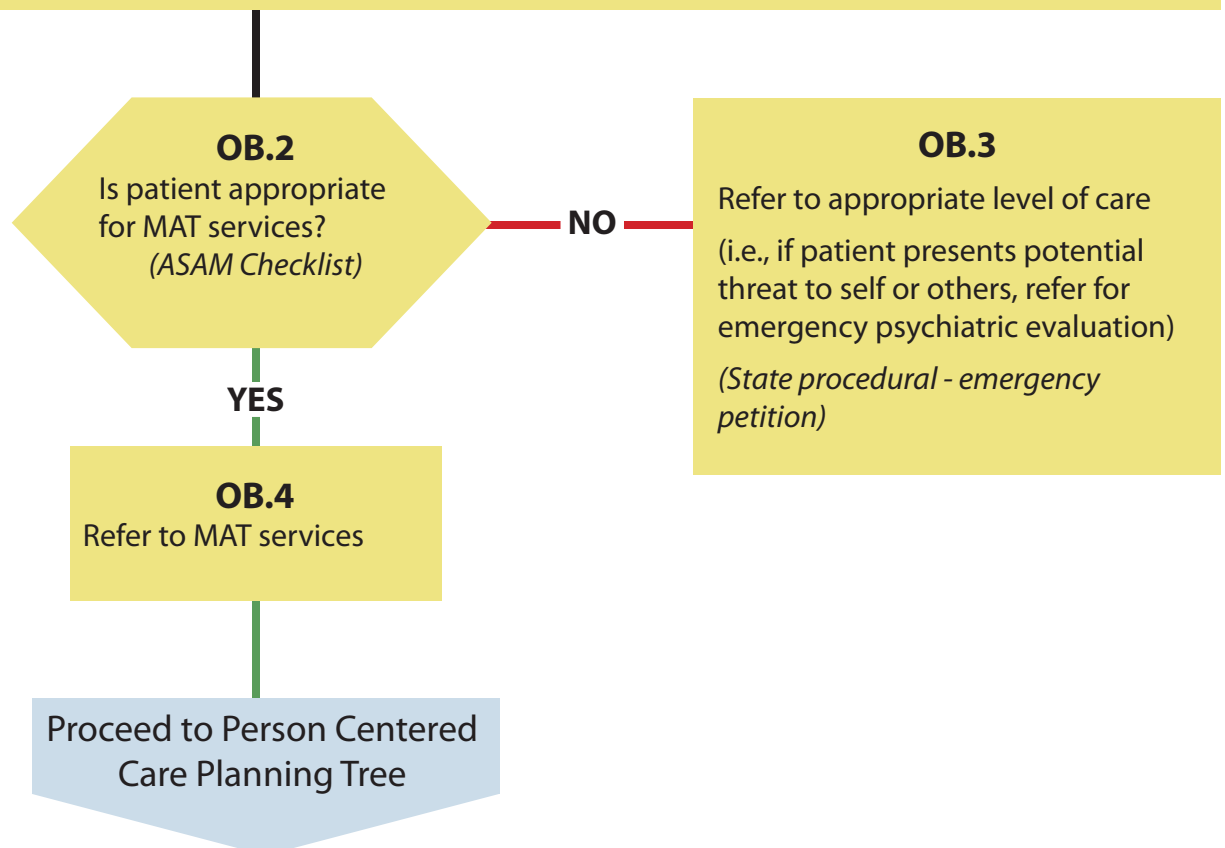 OB.2
Is patient appropriate
for MAT services?
(ASAM Checklist)
NO
OB.3
Refer to appropriate level of care
(i.e., if patient presents potential
threat to self or others, refer for
emergency psychiatric evaluation)
(State procedural - emergency
petition)
YES
OB.4
Refer to MAT services
Proceed to Person Centered
Care Planning Tree